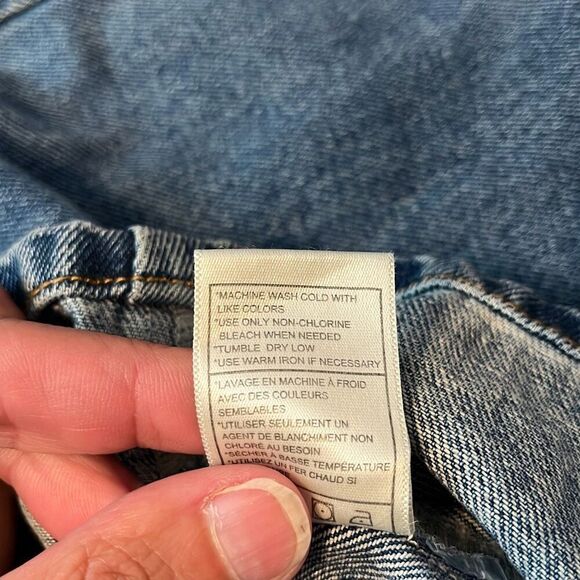 *MACHINE WASH COLD WITH
LIKE COLORS
*USE ONLY NON-CHLORINE
BLEACH WHEN NEEDED
*TUMBLE DRY LOW
*USE WARM IRON IF NECESSARY
*LAVAGE EN MACHINE À FROID
AVEC DES COULEURS
SEMBLABLES
*UTILISER SEULEMENT UN
AGENT DE BLANCHIMENT NON
CHLORÉ AU BESOIN
*SÉCHER À BASSE TEMPÉRATURE
*UTILISEZ UN FER CHAUD SI